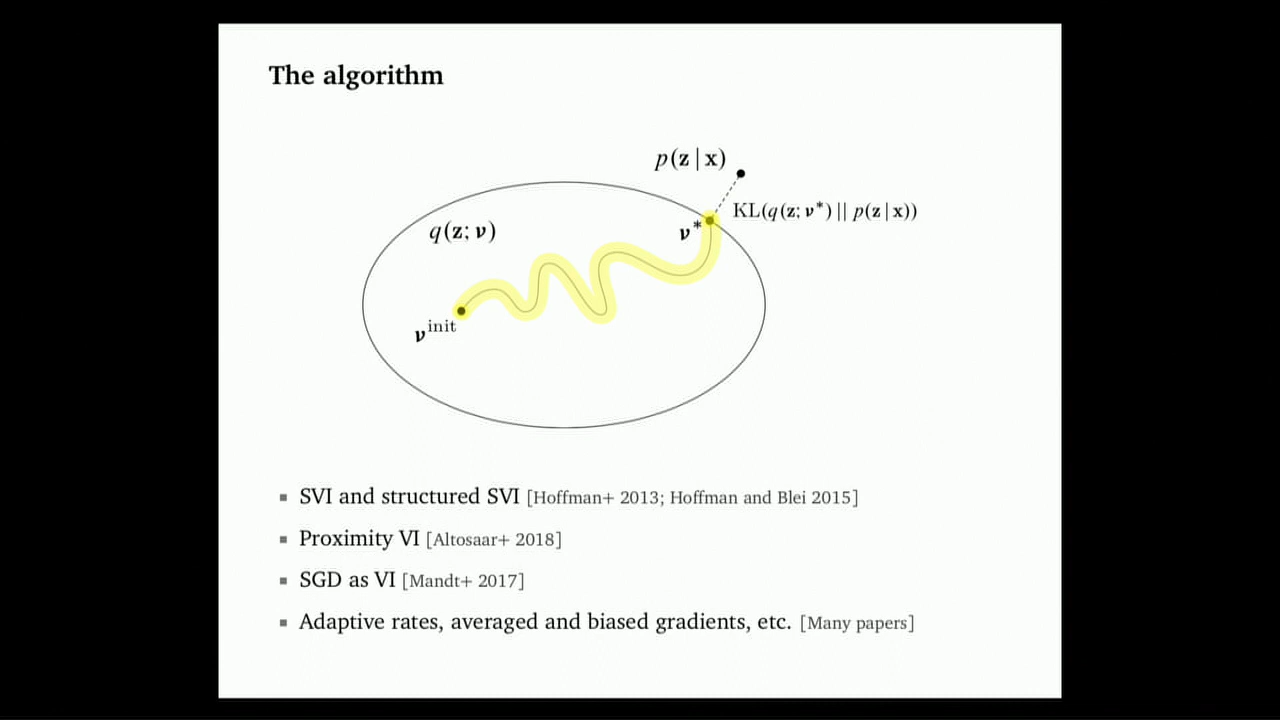 The algorithm
p(z | x)
KL(q(z; ν*) || p(z | x))
q(z; ν)
ν*
ν^init
▪ SVI and structured SVI [Hoffman+ 2013; Hoffman and Blei 2015]
▪ Proximity VI [Altosaar+ 2018]
▪ SGD as VI [Mandt+ 2017]
▪ Adaptive rates, averaged and biased gradients, etc. [Many papers]